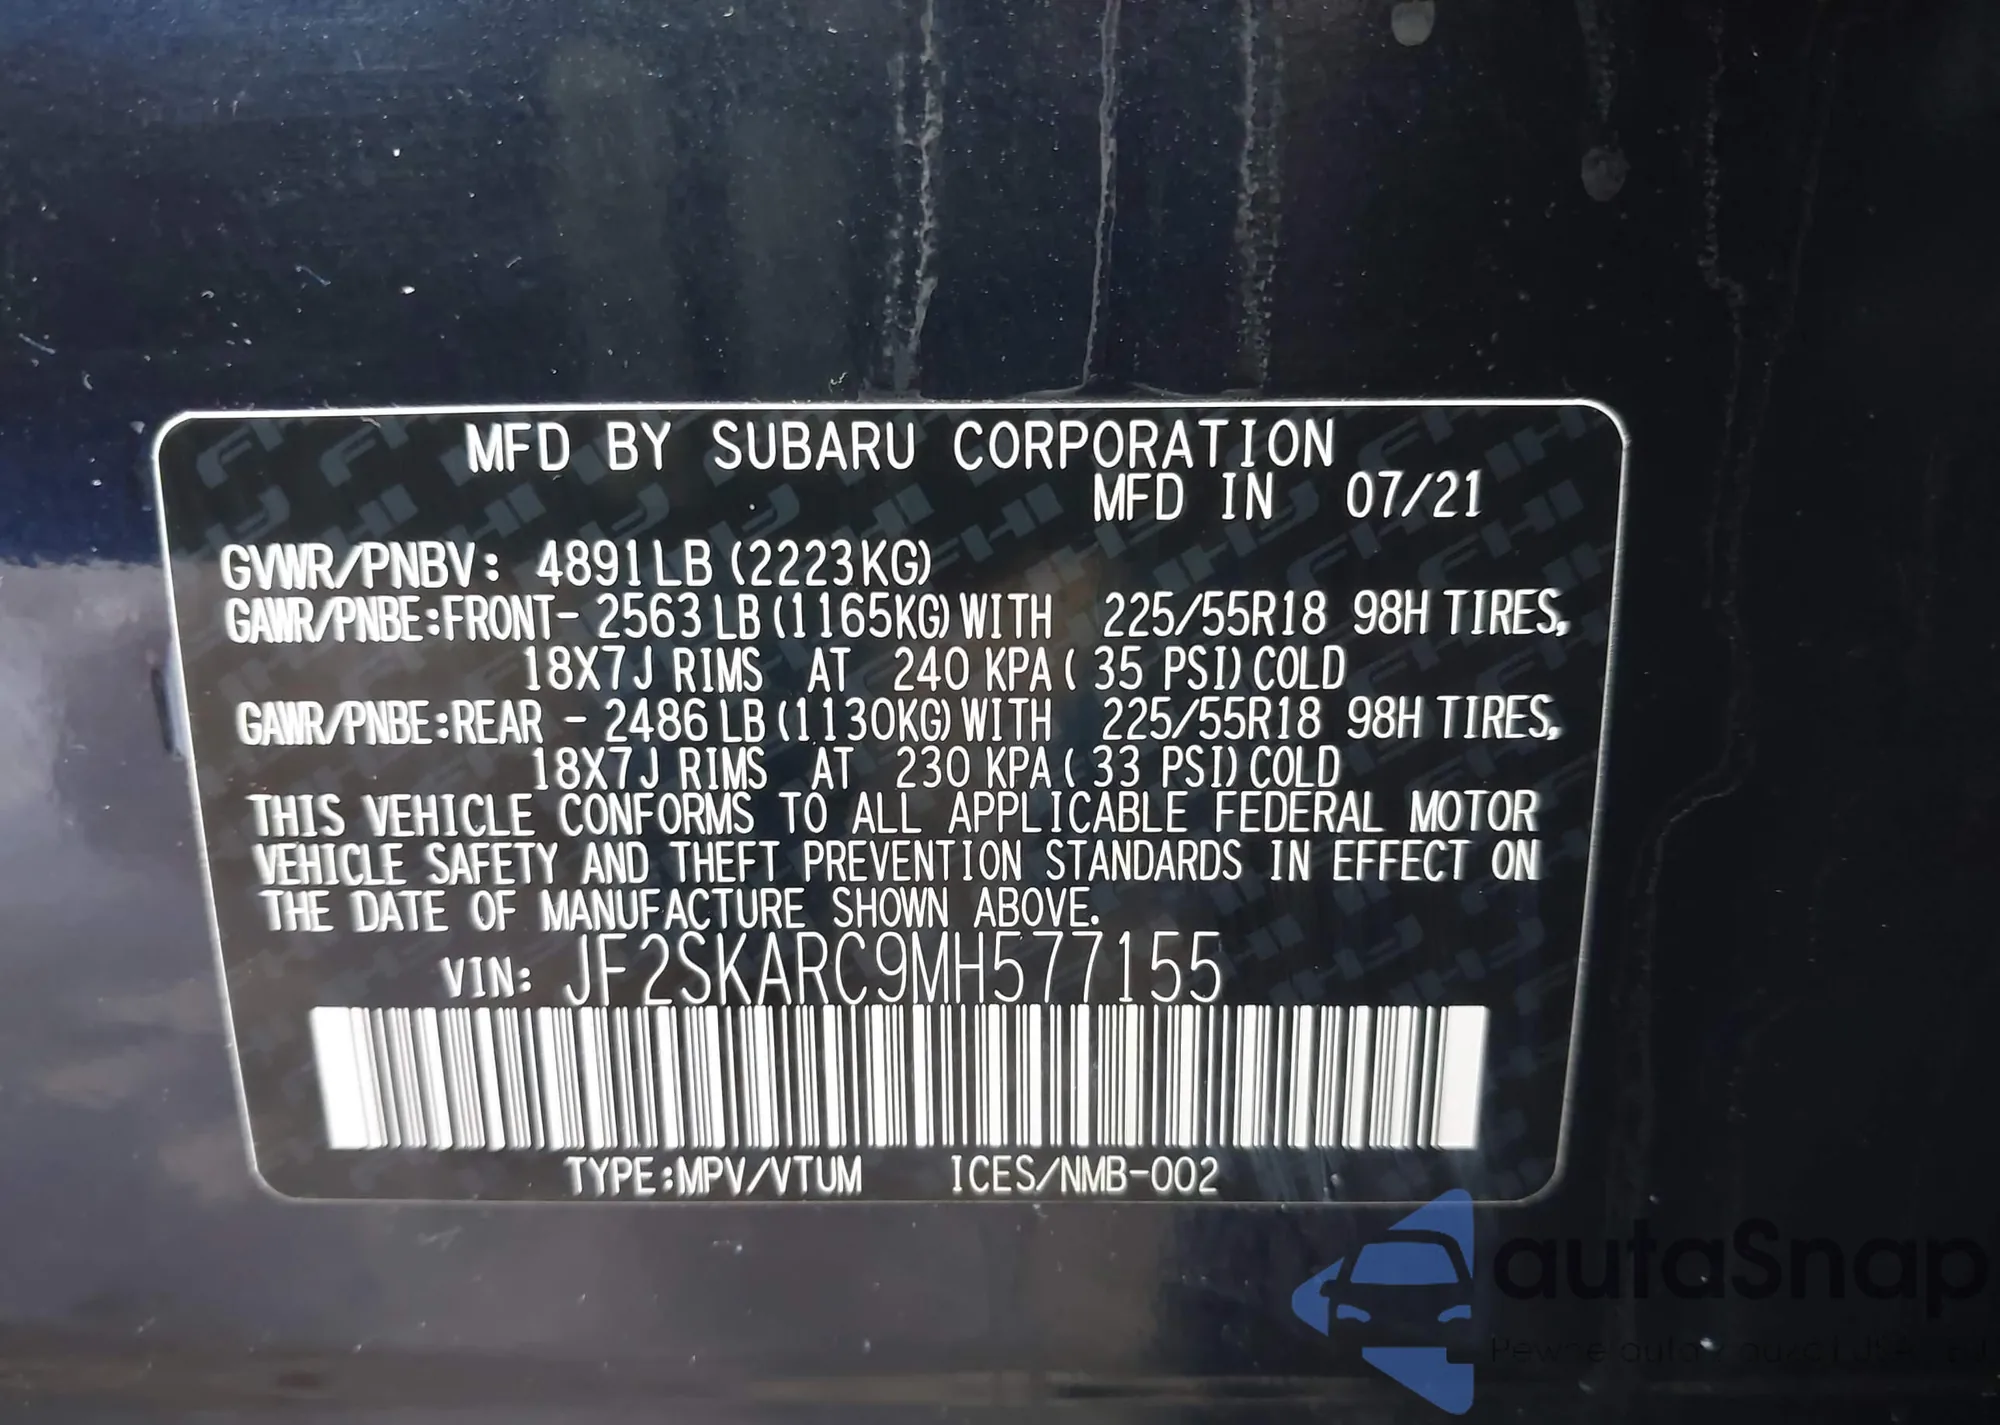 MFD BY SUBARU CORPORATION
MFD IN 07/21
GVWR/PNBV: 4891LB (2223KG)
GAWR/PNBE:FRONT- 2563 LB (1165KG) WITH 225/55R18 98H TIRES,
18X7J RIMS AT 240 KPA ( 35 PSI) COLD
GAWR/PNBE:REAR - 2486 LB (1130KG) WITH 225/55R18 98H TIRES,
18X7J RIMS AT 230 KPA ( 33 PSI) COLD
THIS VEHICLE CONFORMS TO ALL APPLICABLE FEDERAL MOTOR
VEHICLE SAFETY AND THEFT PREVENTION STANDARDS IN EFFECT ON
THE DATE OF MANUFACTURE SHOWN ABOVE.
VIN: JF2SKARC9MH577155
TYPE:MPV/VTUM ICES/NMB-002
autaSnap